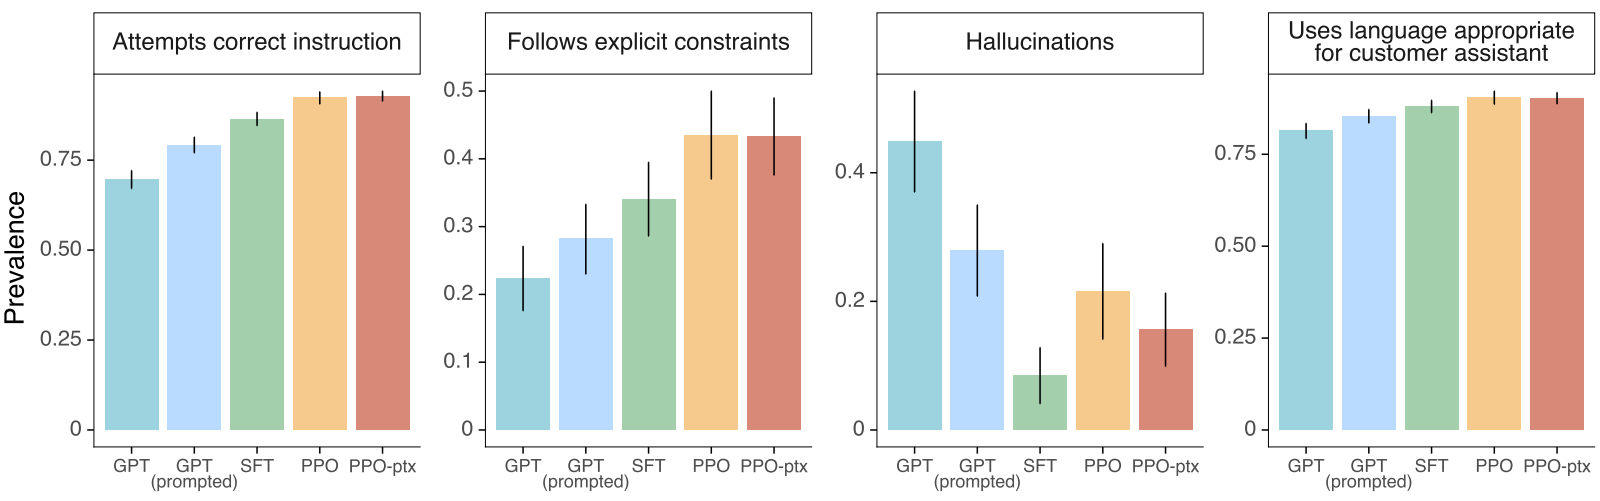 Attempts correct instruction
Follows explicit constraints
Hallucinations
Uses language appropriate
for customer assistant
Prevalence
0.75
0.50
0.25
0
GPT
GPT
(prompted)
SFT
PPO
PPO-ptx
0.5
0.4
0.3
0.2
0.1
0
GPT
GPT
(prompted)
SFT
PPO
PPO-ptx
0.4
0.2
0
GPT
GPT
(prompted)
SFT
PPO
PPO-ptx
0.75
0.50
0.25
0
GPT
GPT
(prompted)
SFT
PPO
PPO-ptx